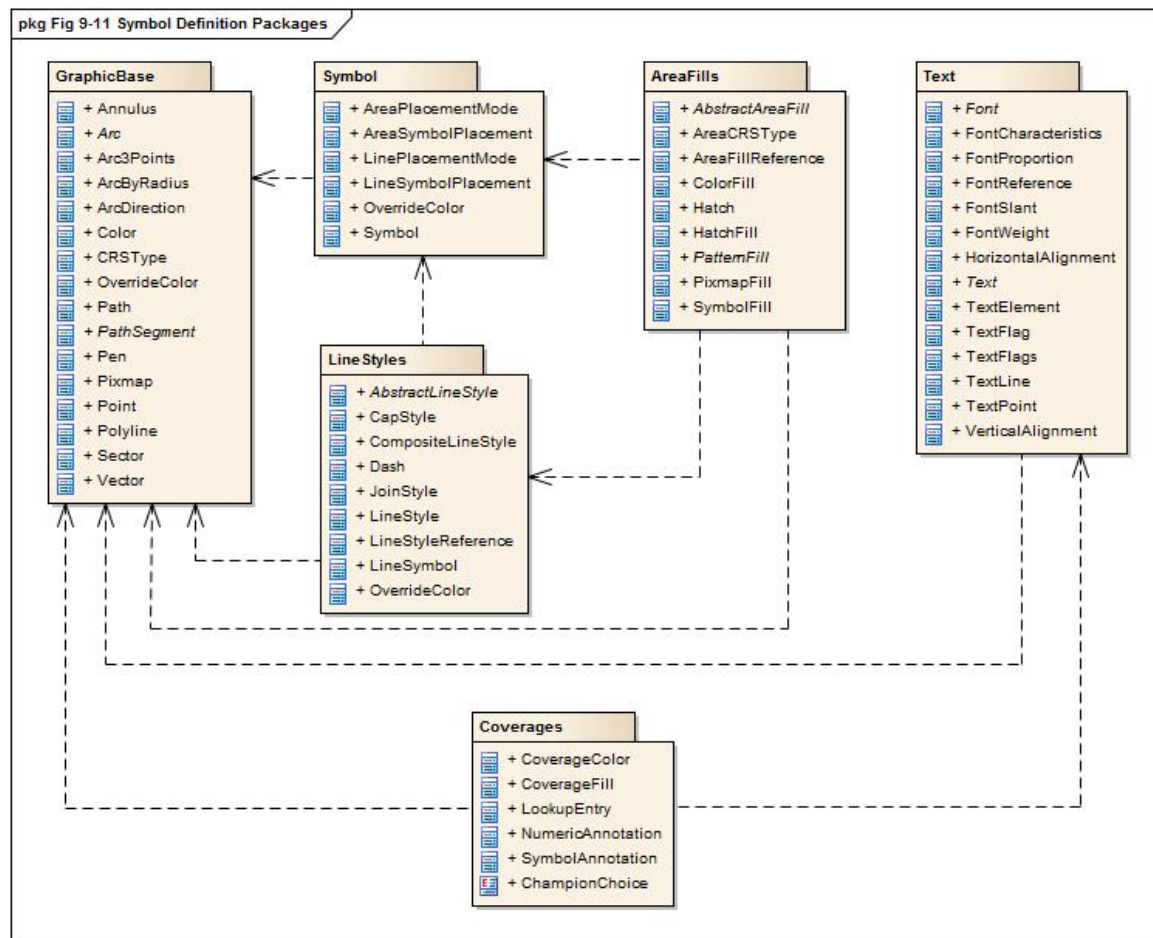 pkg Fig 9-11 Symbol Definition Packages
GraphicBase
+ Annulus
+ Arc
+ Arc3Points
+ ArcByRadius
+ ArcDirection
+ Color
+ CRSType
+ OverrideColor
+ Path
+ PathSegment
+ Pen
+ Pixmap
+ Point
+ Polyline
+ Sector
+ Vector
Symbol
+ AreaPlacementMode
+ AreaSymbolPlacement
+ LinePlacementMode
+ LineSymbolPlacement
+ OverrideColor
+ Symbol
AreaFills
+ AbstractAreaFill
+ AreaCRSType
+ AreaFillReference
+ ColorFill
+ Hatch
+ HatchFill
+ PatternFill
+ PixmapFill
+ SymbolFill
Text
+ Font
+ FontCharacteristics
+ FontProportion
+ FontReference
+ FontSlant
+ FontWeight
+ HorizontalAlignment
+ Text
+ TextElement
+ TextFlag
+ TextFlags
+ TextLine
+ TextPoint
+ VerticalAlignment
LineStyles
+ AbstractLineStyle
+ CapStyle
+ CompositeLineStyle
+ Dash
+ JoinStyle
+ LineStyle
+ LineStyleReference
+ LineSymbol
+ OverrideColor
Coverages
+ CoverageColor
+ CoverageFill
+ LookupEntry
+ NumericAnnotation
+ SymbolAnnotation
+ ChampionChoice